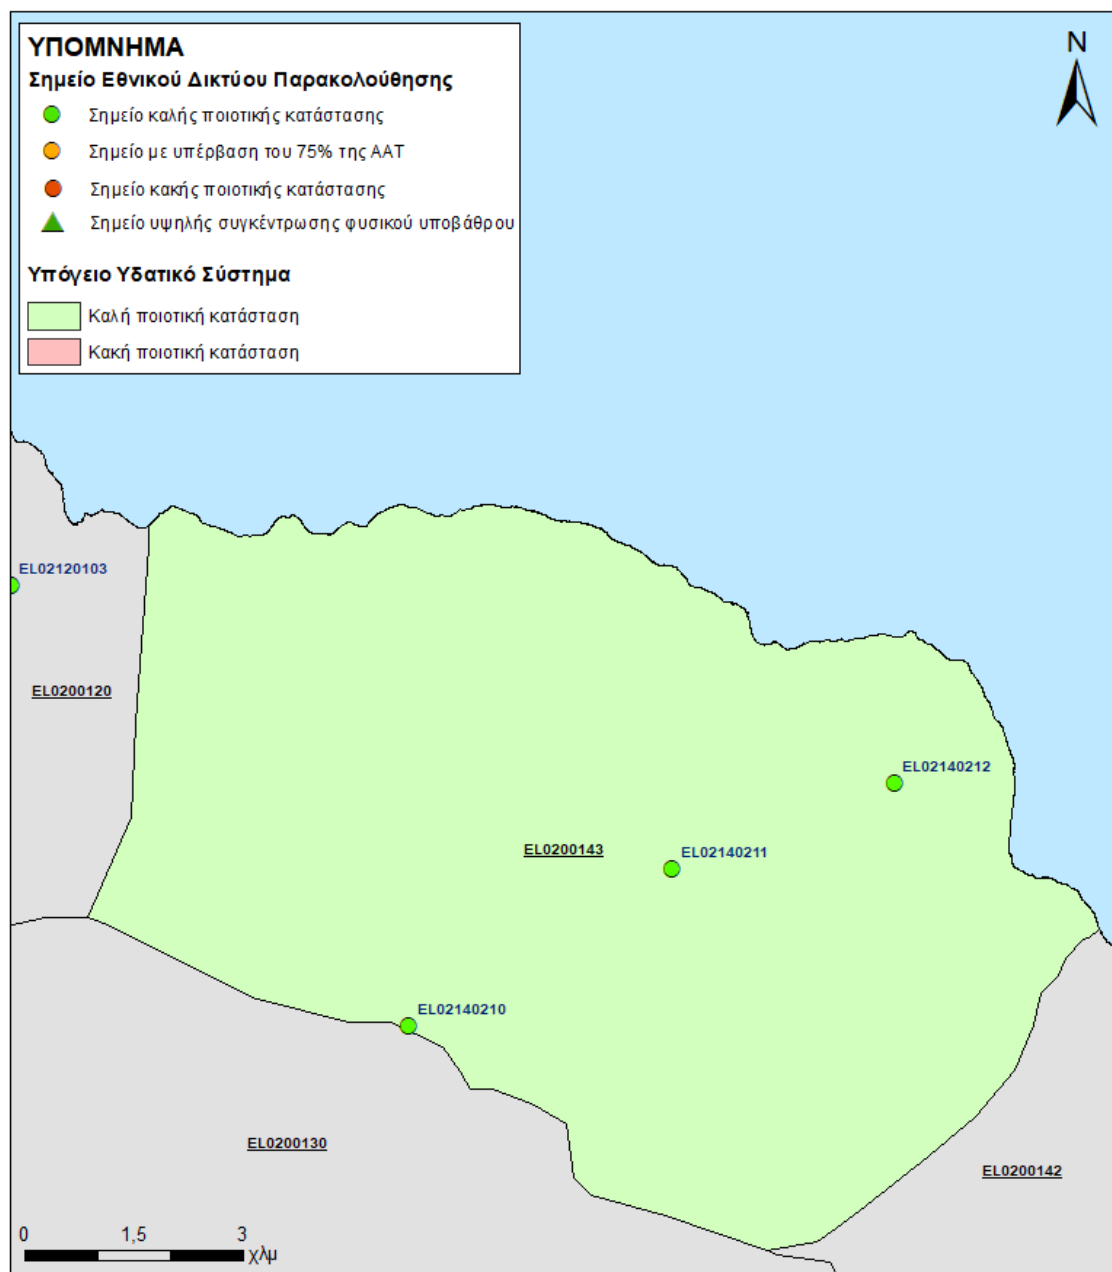 ΥΠΟΜΝΗΜΑ
Σημείο Εθνικού Δικτύου Παρακολούθησης
Σημείο καλής ποιοτικής κατάστασης
Σημείο με υπέρβαση του 75% της ΑΑΤ
Σημείο κακής ποιοτικής κατάστασης
Σημείο υψηλής συγκέντρωσης φυσικού υποβάθρου
Υπόγειο Υδατικό Σύστημα
Καλή ποιοτική κατάσταση
Κακή ποιοτική κατάσταση
N
EL02120103
EL0200120
EL02140212
EL0200143
EL02140211
EL02140210
EL0200130
EL0200142
0 1,5 3
χλμ